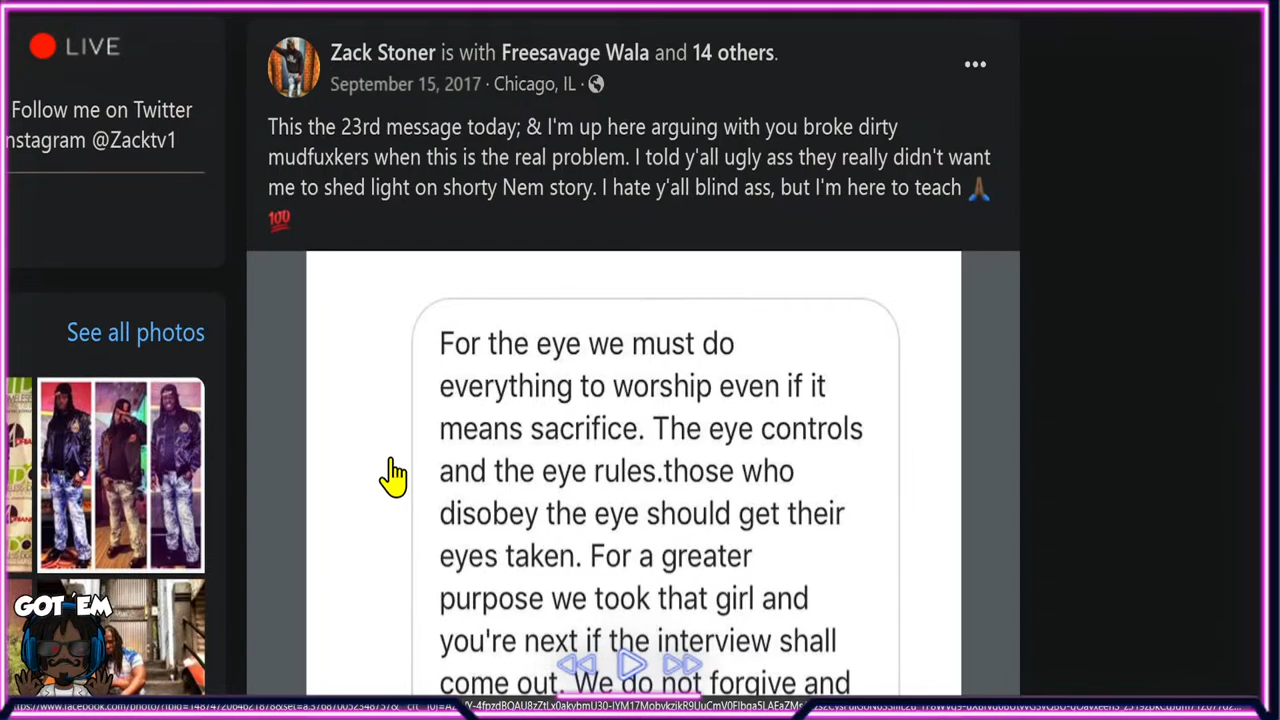 LIVE
Follow me on Twitter
nstagram @Zacktv1
See all photos
GOT 'EM
Zack Stoner is with Freesavage Wala and 14 others.
September 15, 2017 · Chicago, IL ·
This the 23rd message today; & I'm up here arguing with you broke dirty
mudfuxkers when this is the real problem. I told y'all ugly ass they really didn't want
me to shed light on shorty Nem story. I hate y'all blind ass, but I'm here to teach 🙏🏾
💯
For the eye we must do
everything to worship even if it
means sacrifice. The eye controls
and the eye rules.those who
disobey the eye should get their
eyes taken. For a greater
purpose we took that girl and
you're next if the interview shall
come out. We do not forgive and